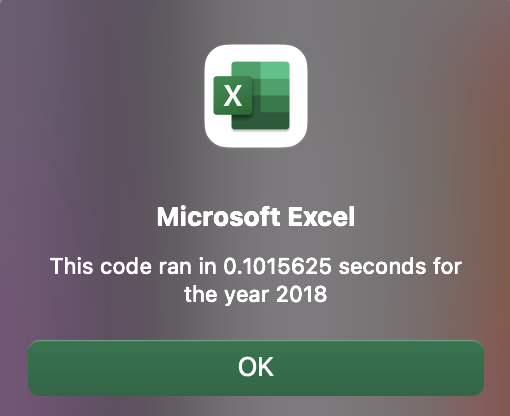 X
Microsoft Excel
This code ran in 0.1015625 seconds for
the year 2018
OK